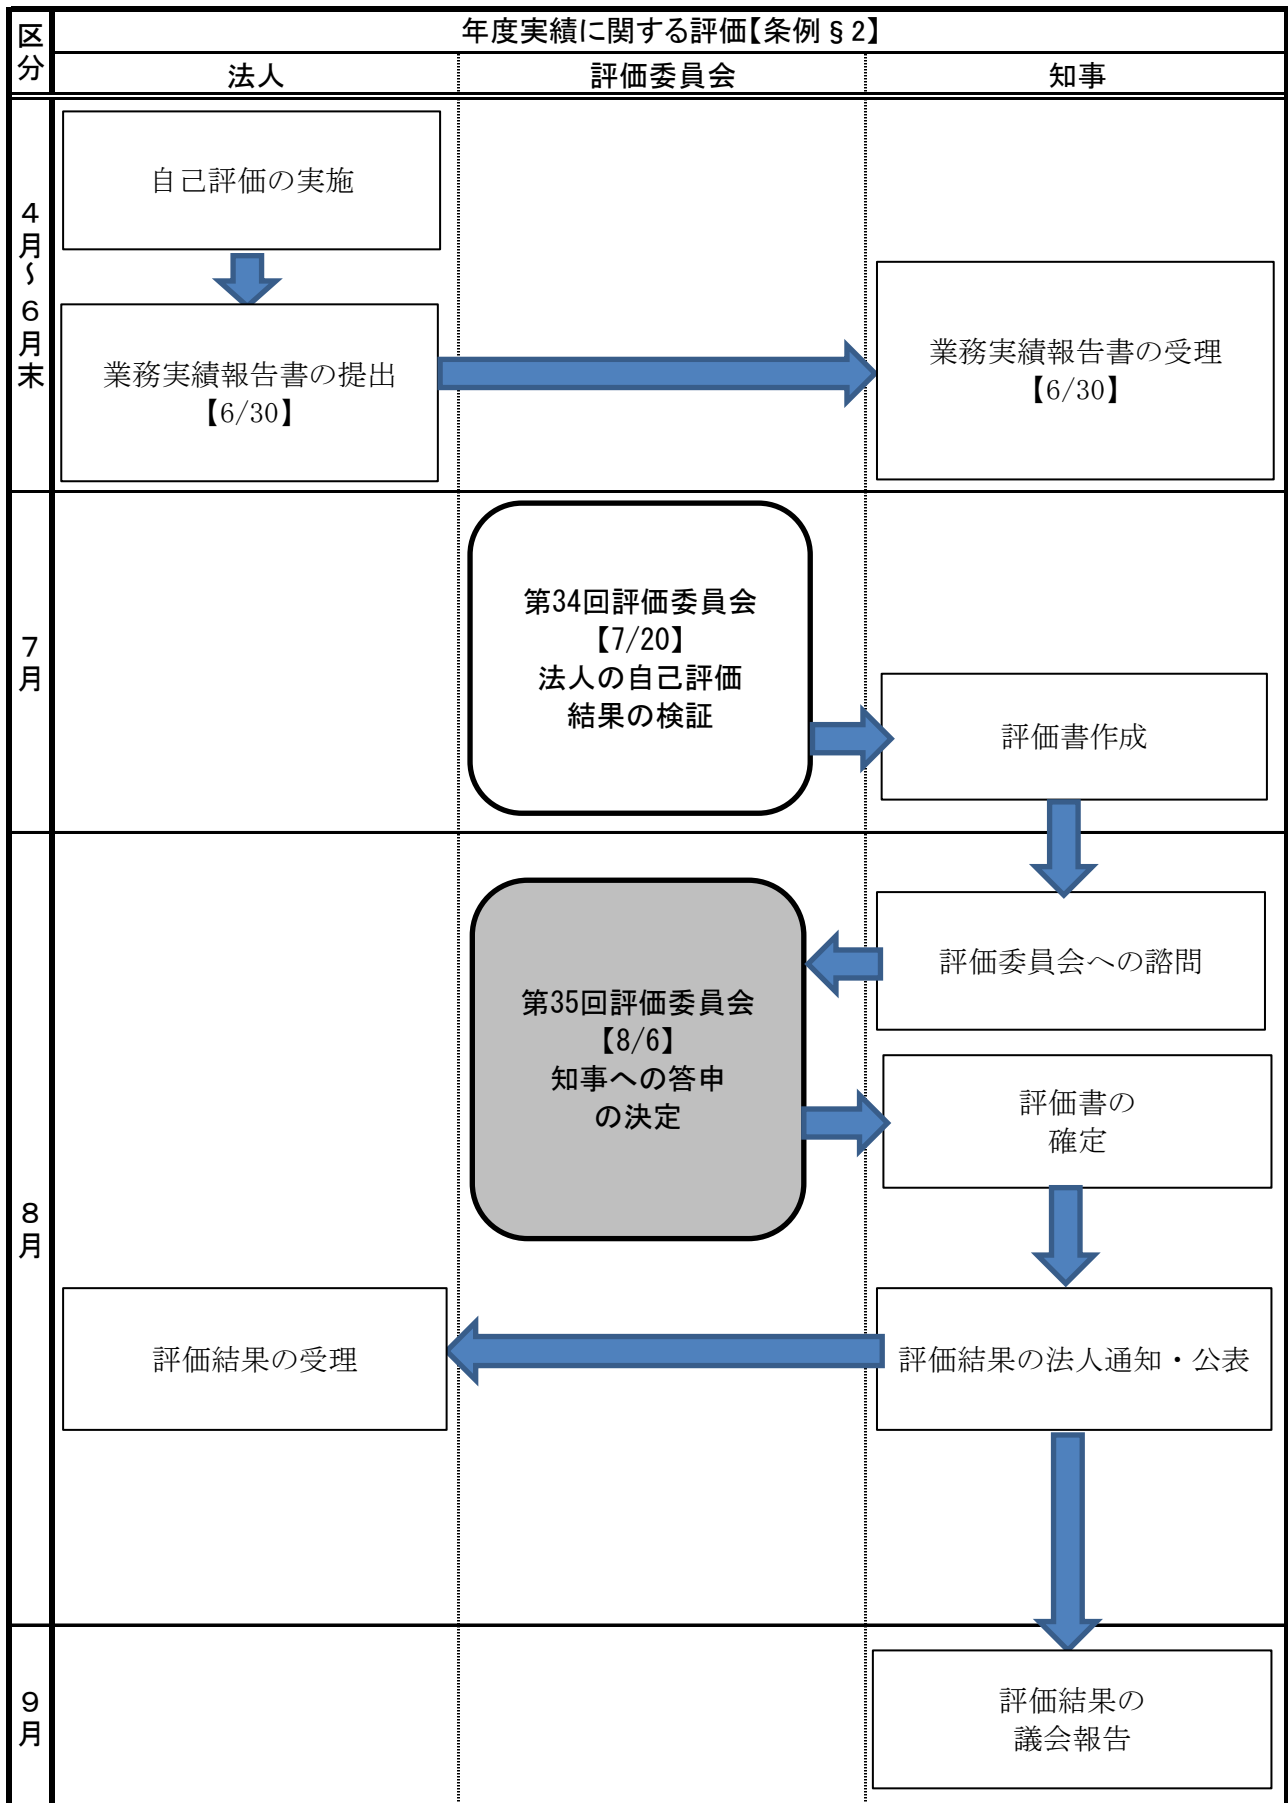 区分
年度実績に関する評価【条例§2】
法人
評価委員会
知事
4月～6月末
自己評価の実施
業務実績報告書の提出
【6/30】
業務実績報告書の受理
【6/30】
7月
第34回評価委員会
【7/20】
法人の自己評価
結果の検証
評価書作成
8月
評価委員会への諮問
第35回評価委員会
【8/6】
知事への答申
の決定
評価書の
確定
評価結果の受理
評価結果の法人通知・公表
9月
評価結果の
議会報告